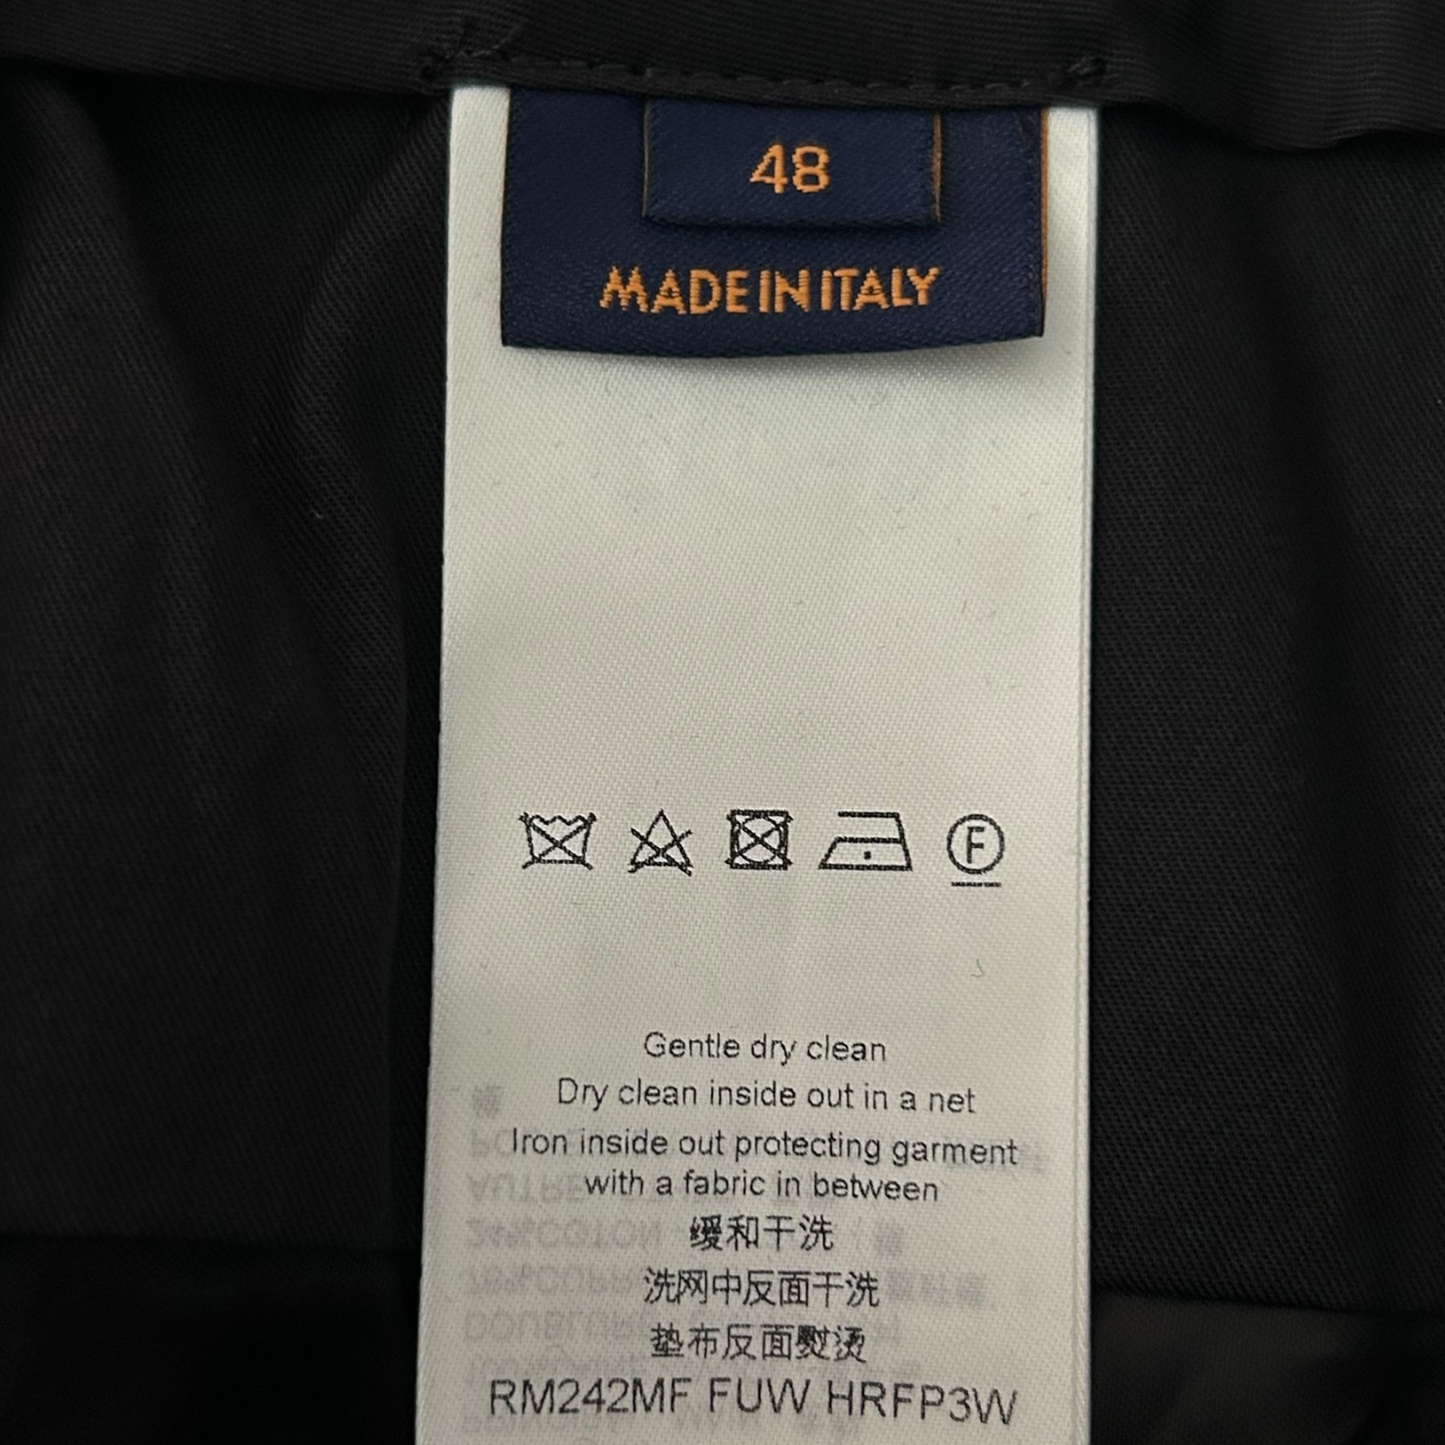 48
MADE IN ITALY
F
Gentle dry clean
Dry clean inside out in a net
Iron inside out protecting garment
with a fabric in between
缓和干洗
洗网中反面干洗
垫布反面熨烫
RM242MF FUW HRFP3W